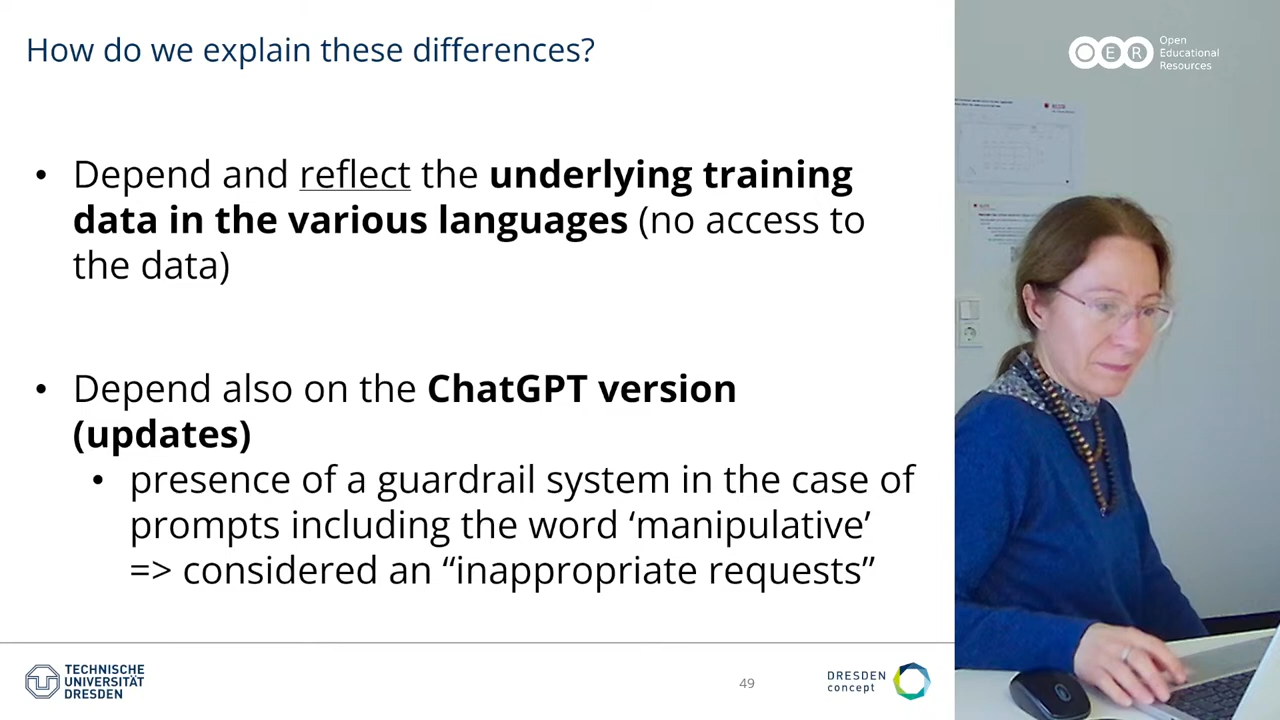 How do we explain these differences?
OER
Open
Educational
Resources
• Depend and reflect the underlying training
data in the various languages (no access to
the data)
• Depend also on the ChatGPT version
(updates)
• presence of a guardrail system in the case of
prompts including the word ‘manipulative’
=> considered an “inappropriate requests”
TECHNISCHE
UNIVERSITÄT
DRESDEN
49
DRESDEN
concept